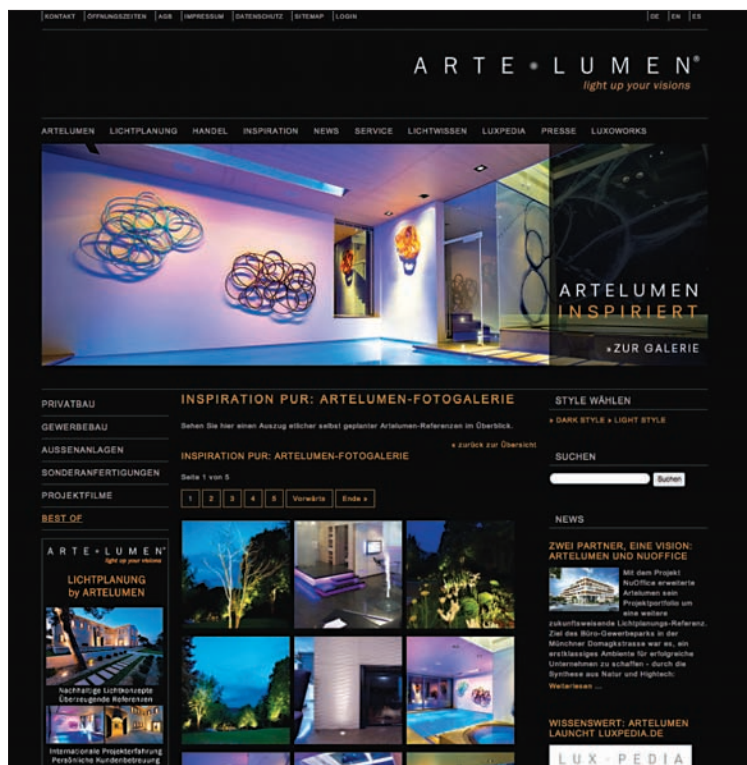 KONTAKT ÖFFNUNGSZEITEN AGB IMPRESSUM DATENSCHUTZ SITEMAP LOGIN
DE EN ES
ARTE • LUMEN®
light up your visions
ARTELUMEN LICHTPLANUNG HANDEL INSPIRATION NEWS SERVICE LICHTWISSEN LUXPEDIA PRESSE LUXOWORKS
ARTELUMEN
INSPIRIERT
»ZUR GALERIE
PRIVATBAU
GEWERBEBAU
AUSSENANLAGEN
SONDERANFERTIGUNGEN
PROJEKTFILME
BEST OF
ARTE • LUMEN®
light up your visions
LICHTPLANUNG
by ARTELUMEN
Nachhaltige Lichtkonzepte
Überzeugende Referenzen
Internationale Projekterfahrung
Persönliche Kundenbetreuung
INSPIRATION PUR: ARTELUMEN-FOTOGALERIE
Sehen Sie hier einen Auszug etlicher selbst geplanter Artelumen-Referenzen im Überblick.
« zurück zur Übersicht
INSPIRATION PUR: ARTELUMEN-FOTOGALERIE
Seite 1 von 5
1 2 3 4 5 Vorwärts Ende »
STYLE WÄHLEN
» DARK STYLE » LIGHT STYLE
SUCHEN
Suchen
NEWS
ZWEI PARTNER, EINE VISION:
ARTELUMEN UND NUOFFICE
Mit dem Projekt
NuOffice erweiterte
Artelumen sein
Projektportfolio um
eine weitere
zukunftsweisende Lichtplanungs-Referenz.
Ziel des Büro-Gewerbeparks in der
Münchner Domagkstrasse war es, ein
erstklassiges Ambiente für erfolgreiche
Unternehmen zu schaffen - durch die
Synthese aus Natur und Hightech:
Weiterlesen ...
WISSENSWERT: ARTELUMEN
LAUNCHT LUXPEDIA.DE
LUX • PEDIA